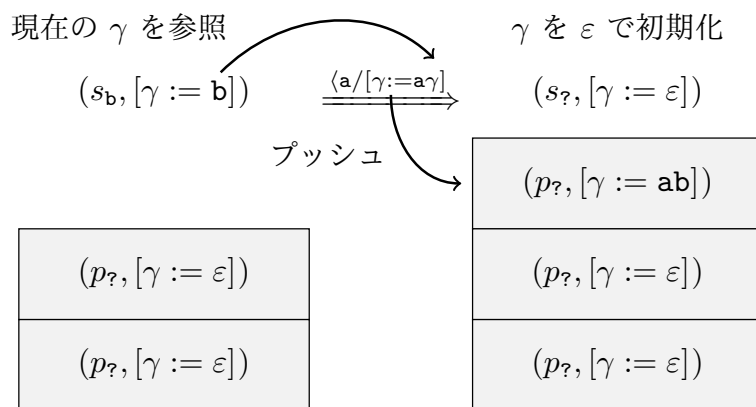 現在の γ を参照 γ を ε で初期化
(s_b, [γ := b]) ⟨a/[γ:=aγ] (s_?, [γ := ε])
プッシュ
(p_?, [γ := ab])
(p_?, [γ := ε]) (p_?, [γ := ε])
(p_?, [γ := ε]) (p_?, [γ := ε])